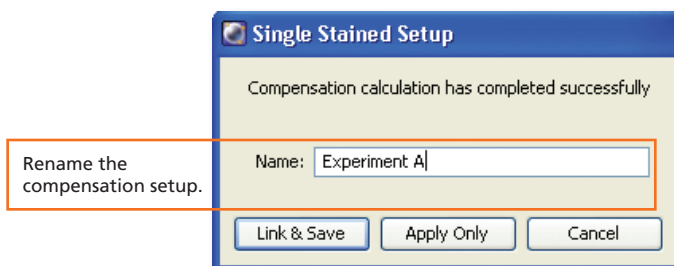 Single Stained Setup
Compensation calculation has completed successfully
Rename the
compensation setup.
Name: Experiment A
Link & Save Apply Only Cancel